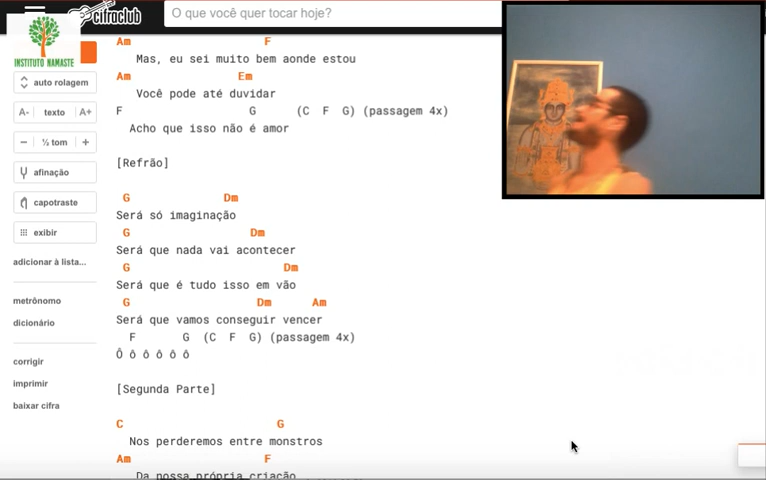 cifraclub
O que você quer tocar hoje?
INSTITUTO NAMASTE
auto rolagem
A- texto A+
− ½ tom +
afinação
capotraste
exibir
adicionar à lista...
metrônomo
dicionário
corrigir
imprimir
baixar cifra
Am F
Mas, eu sei muito bem aonde estou
Am Em
Você pode até duvidar
F G (C F G) (passagem 4x)
Acho que isso não é amor
[Refrão]
G Dm
Será só imaginação
G Dm
Será que nada vai acontecer
G Dm
Será que é tudo isso em vão
G Dm Am
Será que vamos conseguir vencer
F G (C F G) (passagem 4x)
Ô ô ô ô ô ô
[Segunda Parte]
C G
Nos perderemos entre monstros
Am F
Da nossa própria criação